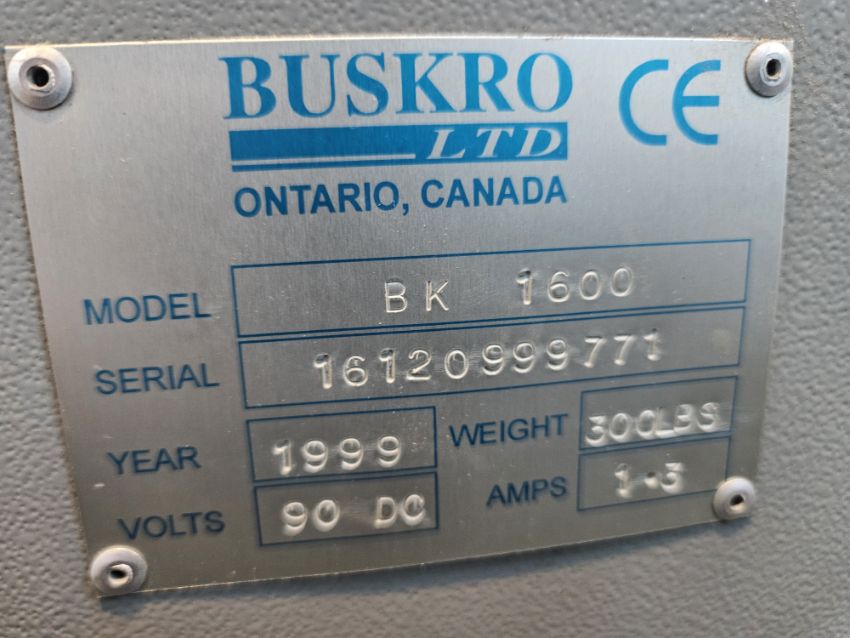 BUSKRO
LTD
CE
ONTARIO, CANADA
MODEL BK 1600
SERIAL 16120999771
YEAR 1999 WEIGHT 300LBS
VOLTS 90 DC AMPS 1.3